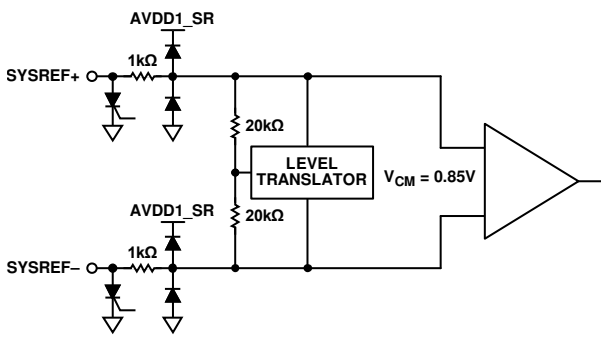 AVDD1_SR
1kΩ
SYSREF+
20kΩ
LEVEL
TRANSLATOR
VCM = 0.85V
20kΩ
AVDD1_SR
1kΩ
SYSREF–